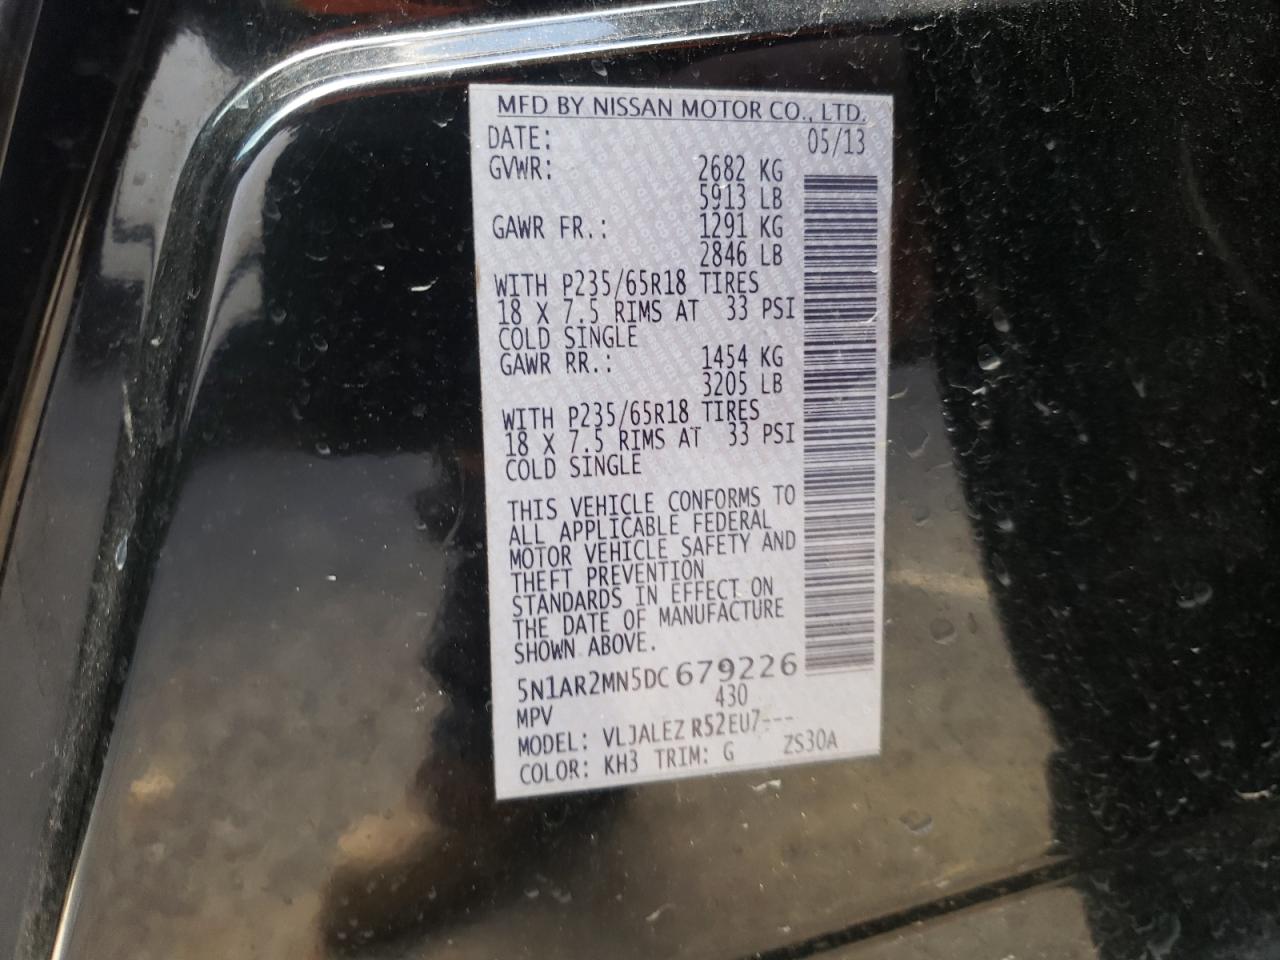 MFD BY NISSAN MOTOR CO., LTD.
DATE: 05/13
GVWR: 2682 KG
5913 LB
GAWR FR.: 1291 KG
2846 LB
WITH P235/65R18 TIRES
18 X 7.5 RIMS AT 33 PSI
COLD SINGLE
GAWR RR.: 1454 KG
3205 LB
WITH P235/65R18 TIRES
18 X 7.5 RIMS AT 33 PSI
COLD SINGLE
THIS VEHICLE CONFORMS TO
ALL APPLICABLE FEDERAL
MOTOR VEHICLE SAFETY AND
THEFT PREVENTION
STANDARDS IN EFFECT ON
THE DATE OF MANUFACTURE
SHOWN ABOVE.
5N1AR2MN5DC679226
MPV 430
MODEL: VLJALEZ R52EU7---
COLOR: KH3 TRIM: G ZS30A